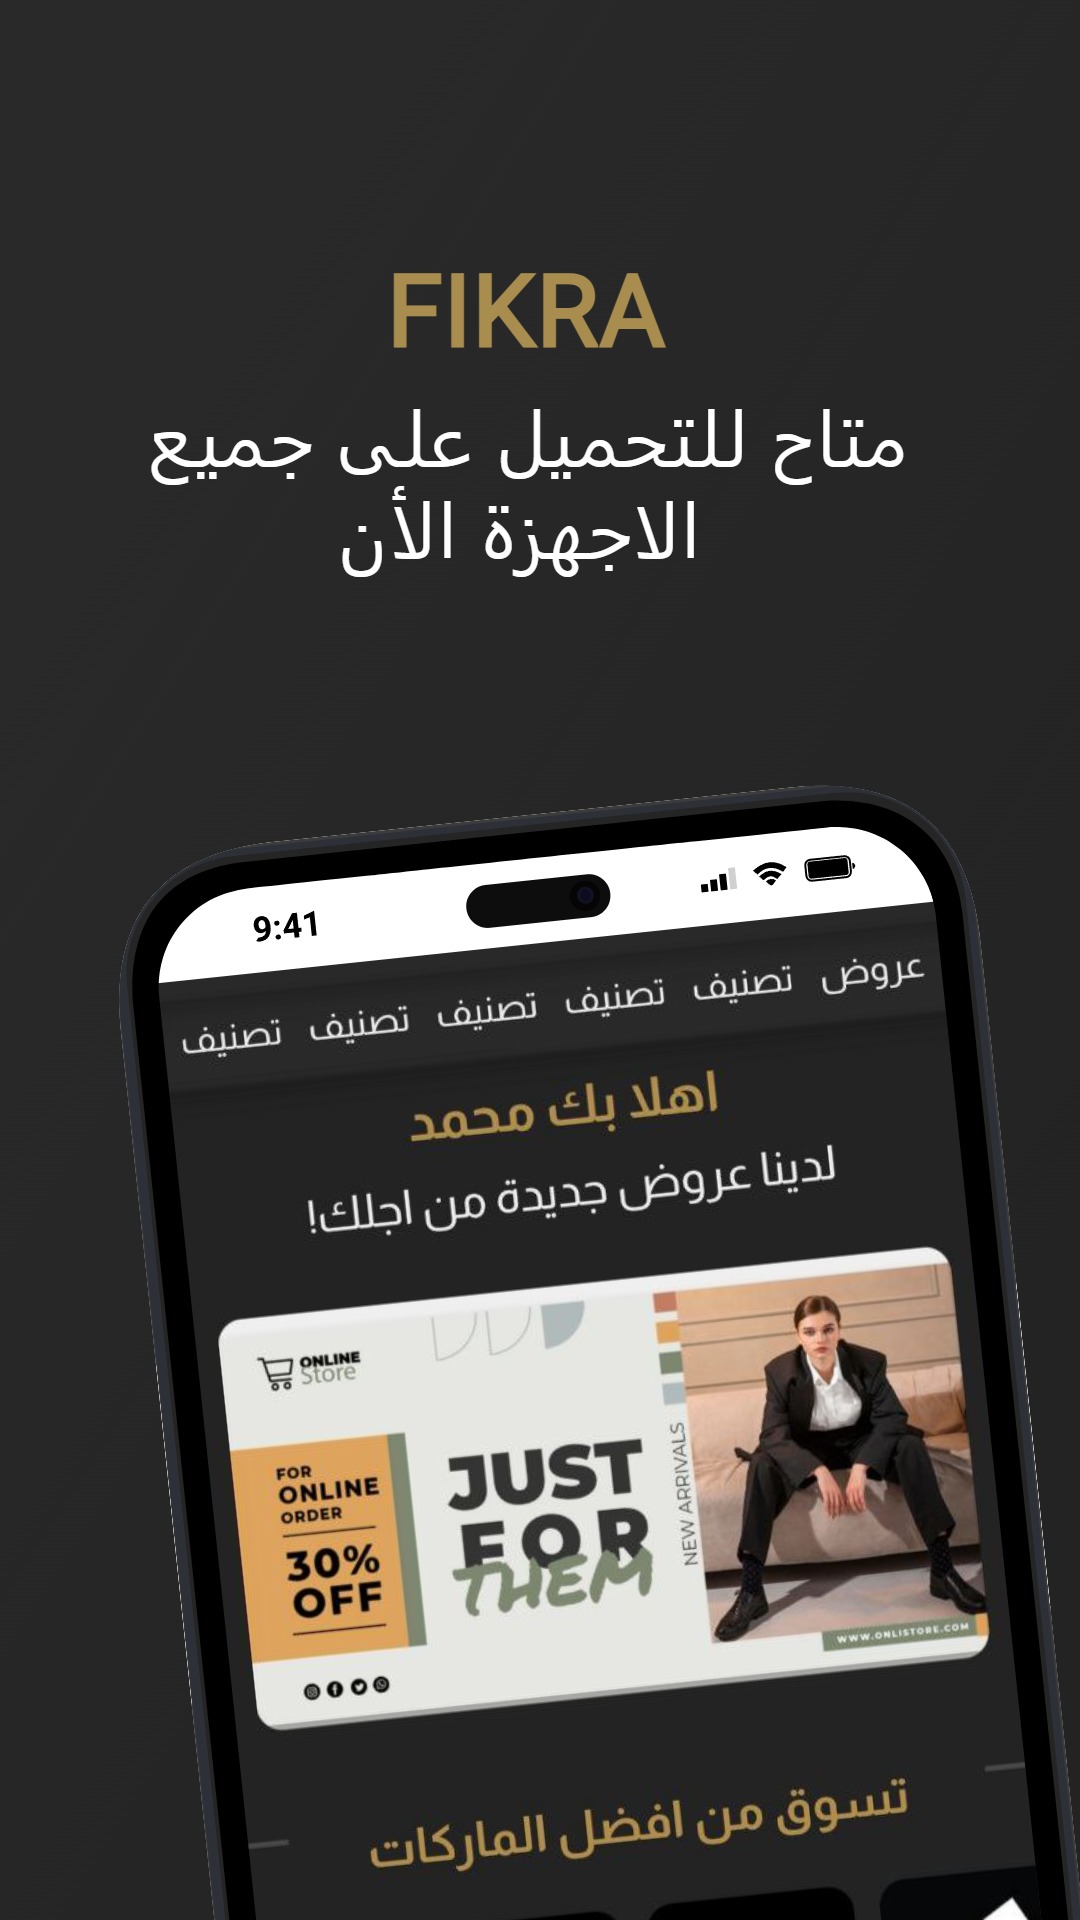 FIKRA
متاح للتحميل على جميع
الاجهزة الأن
9:41
عروض تصنيف تصنيف تصنيف تصنيف تصنيف
اهلا بك محمد
لدينا عروض جديدة من اجلك!
ONLINE
Store
FOR
ONLINE
ORDER
30%
OFF
JUST
FOR
THEM
NEW ARRIVALS
WWW.ONLISTORE.COM
تسوق من افضل الماركات